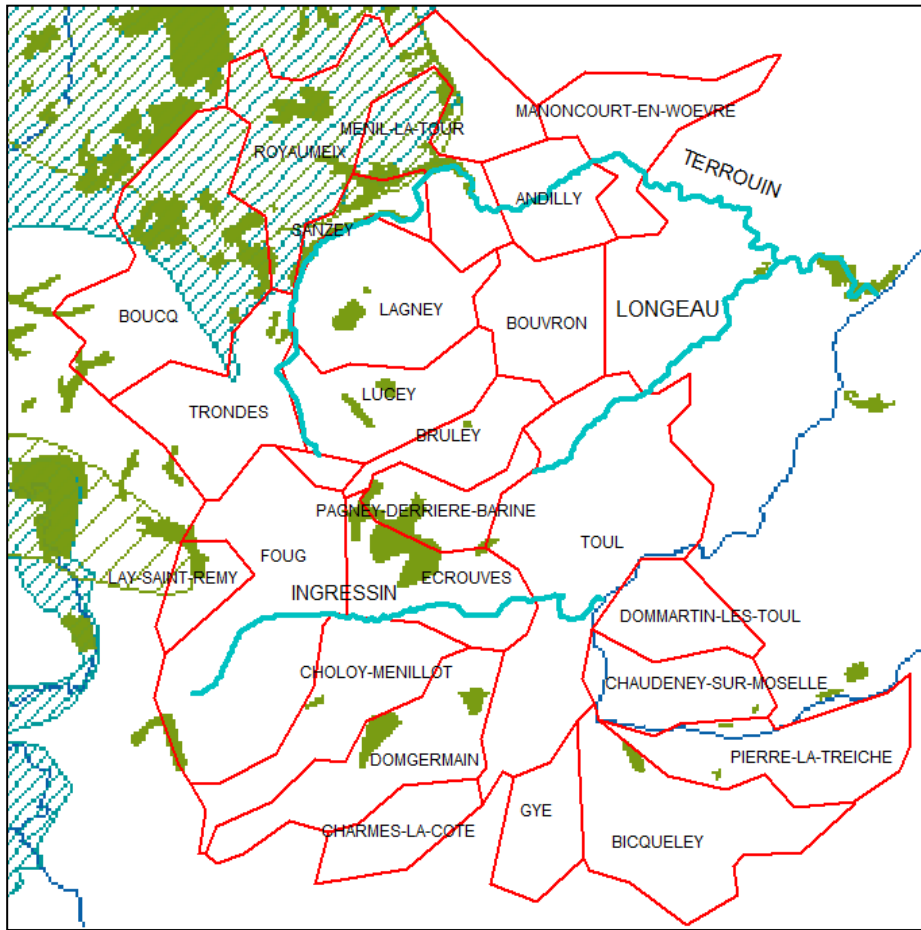 MANONCOURT-EN-WOEVRE
MENIL-LA-TOUR
ROYAUMEIX
TERROUIN
ANDILLY
SANZEY
LAGNEY
LONGEAU
BOUCQ
BOUVRON
LUCEY
TRONDES
BRULEY
PAGNEY-DERRIERE-BARINE
TOUL
FOUG
LAY-SAINT-REMY
ECROUVES
INGRESSIN
DOMMARTIN-LES-TOUL
CHOLOY-MENILLOT
CHAUDENEY-SUR-MOSELLE
DOMGERMAIN
PIERRE-LA-TREICHE
GYE
CHARMES-LA-COTE
BICQUELEY